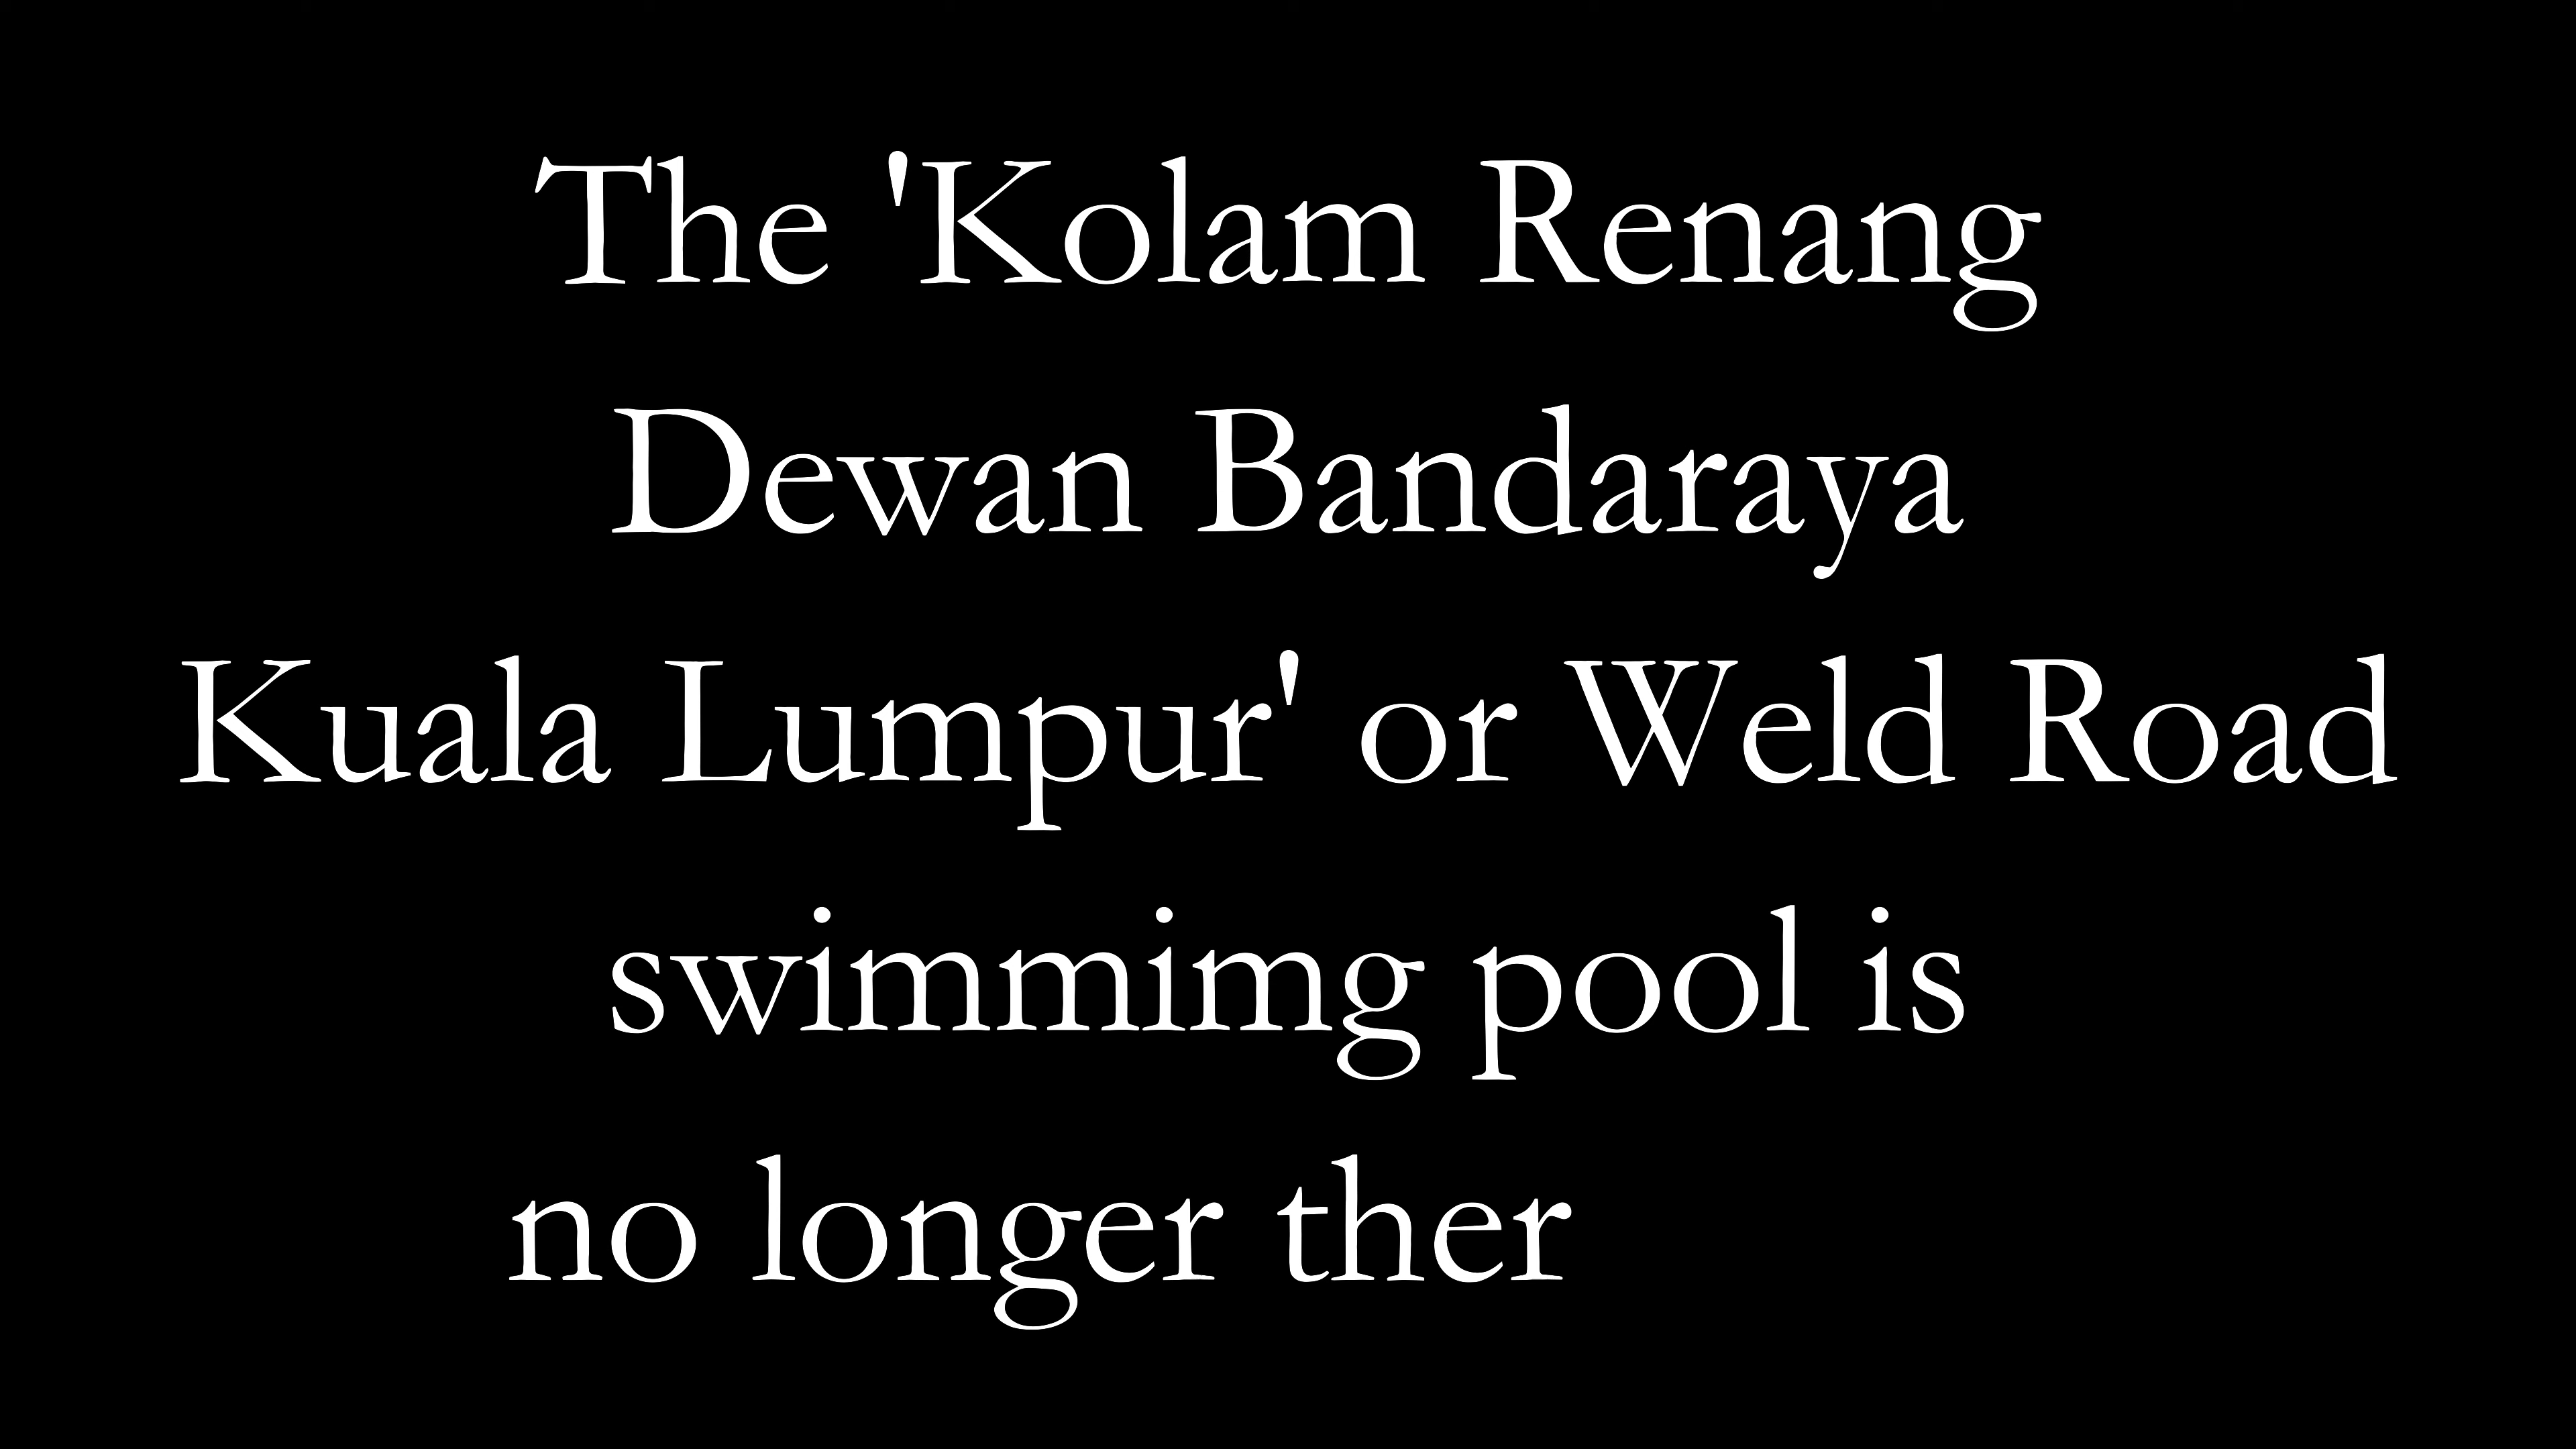 The 'Kolam Renang
Dewan Bandaraya
Kuala Lumpur' or Weld Road
swimmimg pool is
no longer ther